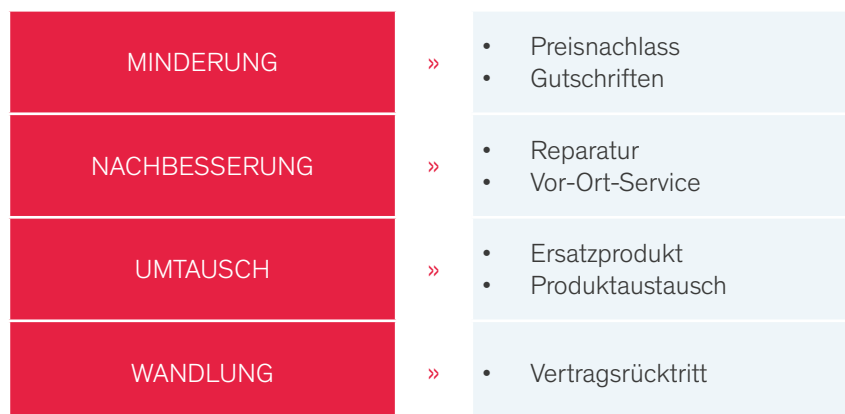 MINDERUNG » • Preisnachlass
• Gutschriften
NACHBESSERUNG » • Reparatur
• Vor-Ort-Service
UMTAUSCH » • Ersatzprodukt
• Produktaustausch
WANDLUNG » • Vertragsrücktritt